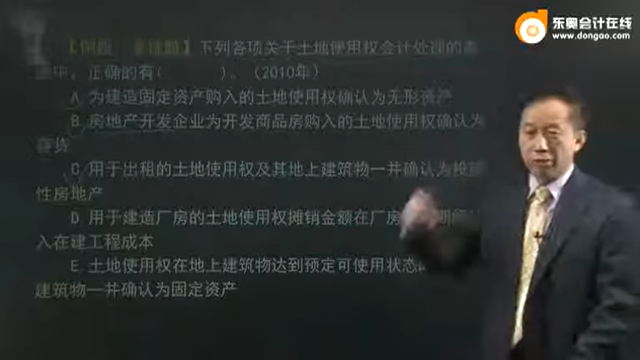 东奥会计在线
www.dongao.com
【例题·多选题】下列各项关于土地使用权会计处理的表
述中，正确的有（　　）。（2010年）
A 为建造固定资产购入的土地使用权确认为无形资产
B 房地产开发企业为开发商品房购入的土地使用权确认为
存货
C 用于出租的土地使用权及其地上建筑物一并确认为投资
性房地产
D 用于建造厂房的土地使用权摊销金额在厂房
入在建工程成本
E 土地使用权在地上建筑物达到预定可使用状态
建筑物一并确认为固定资产